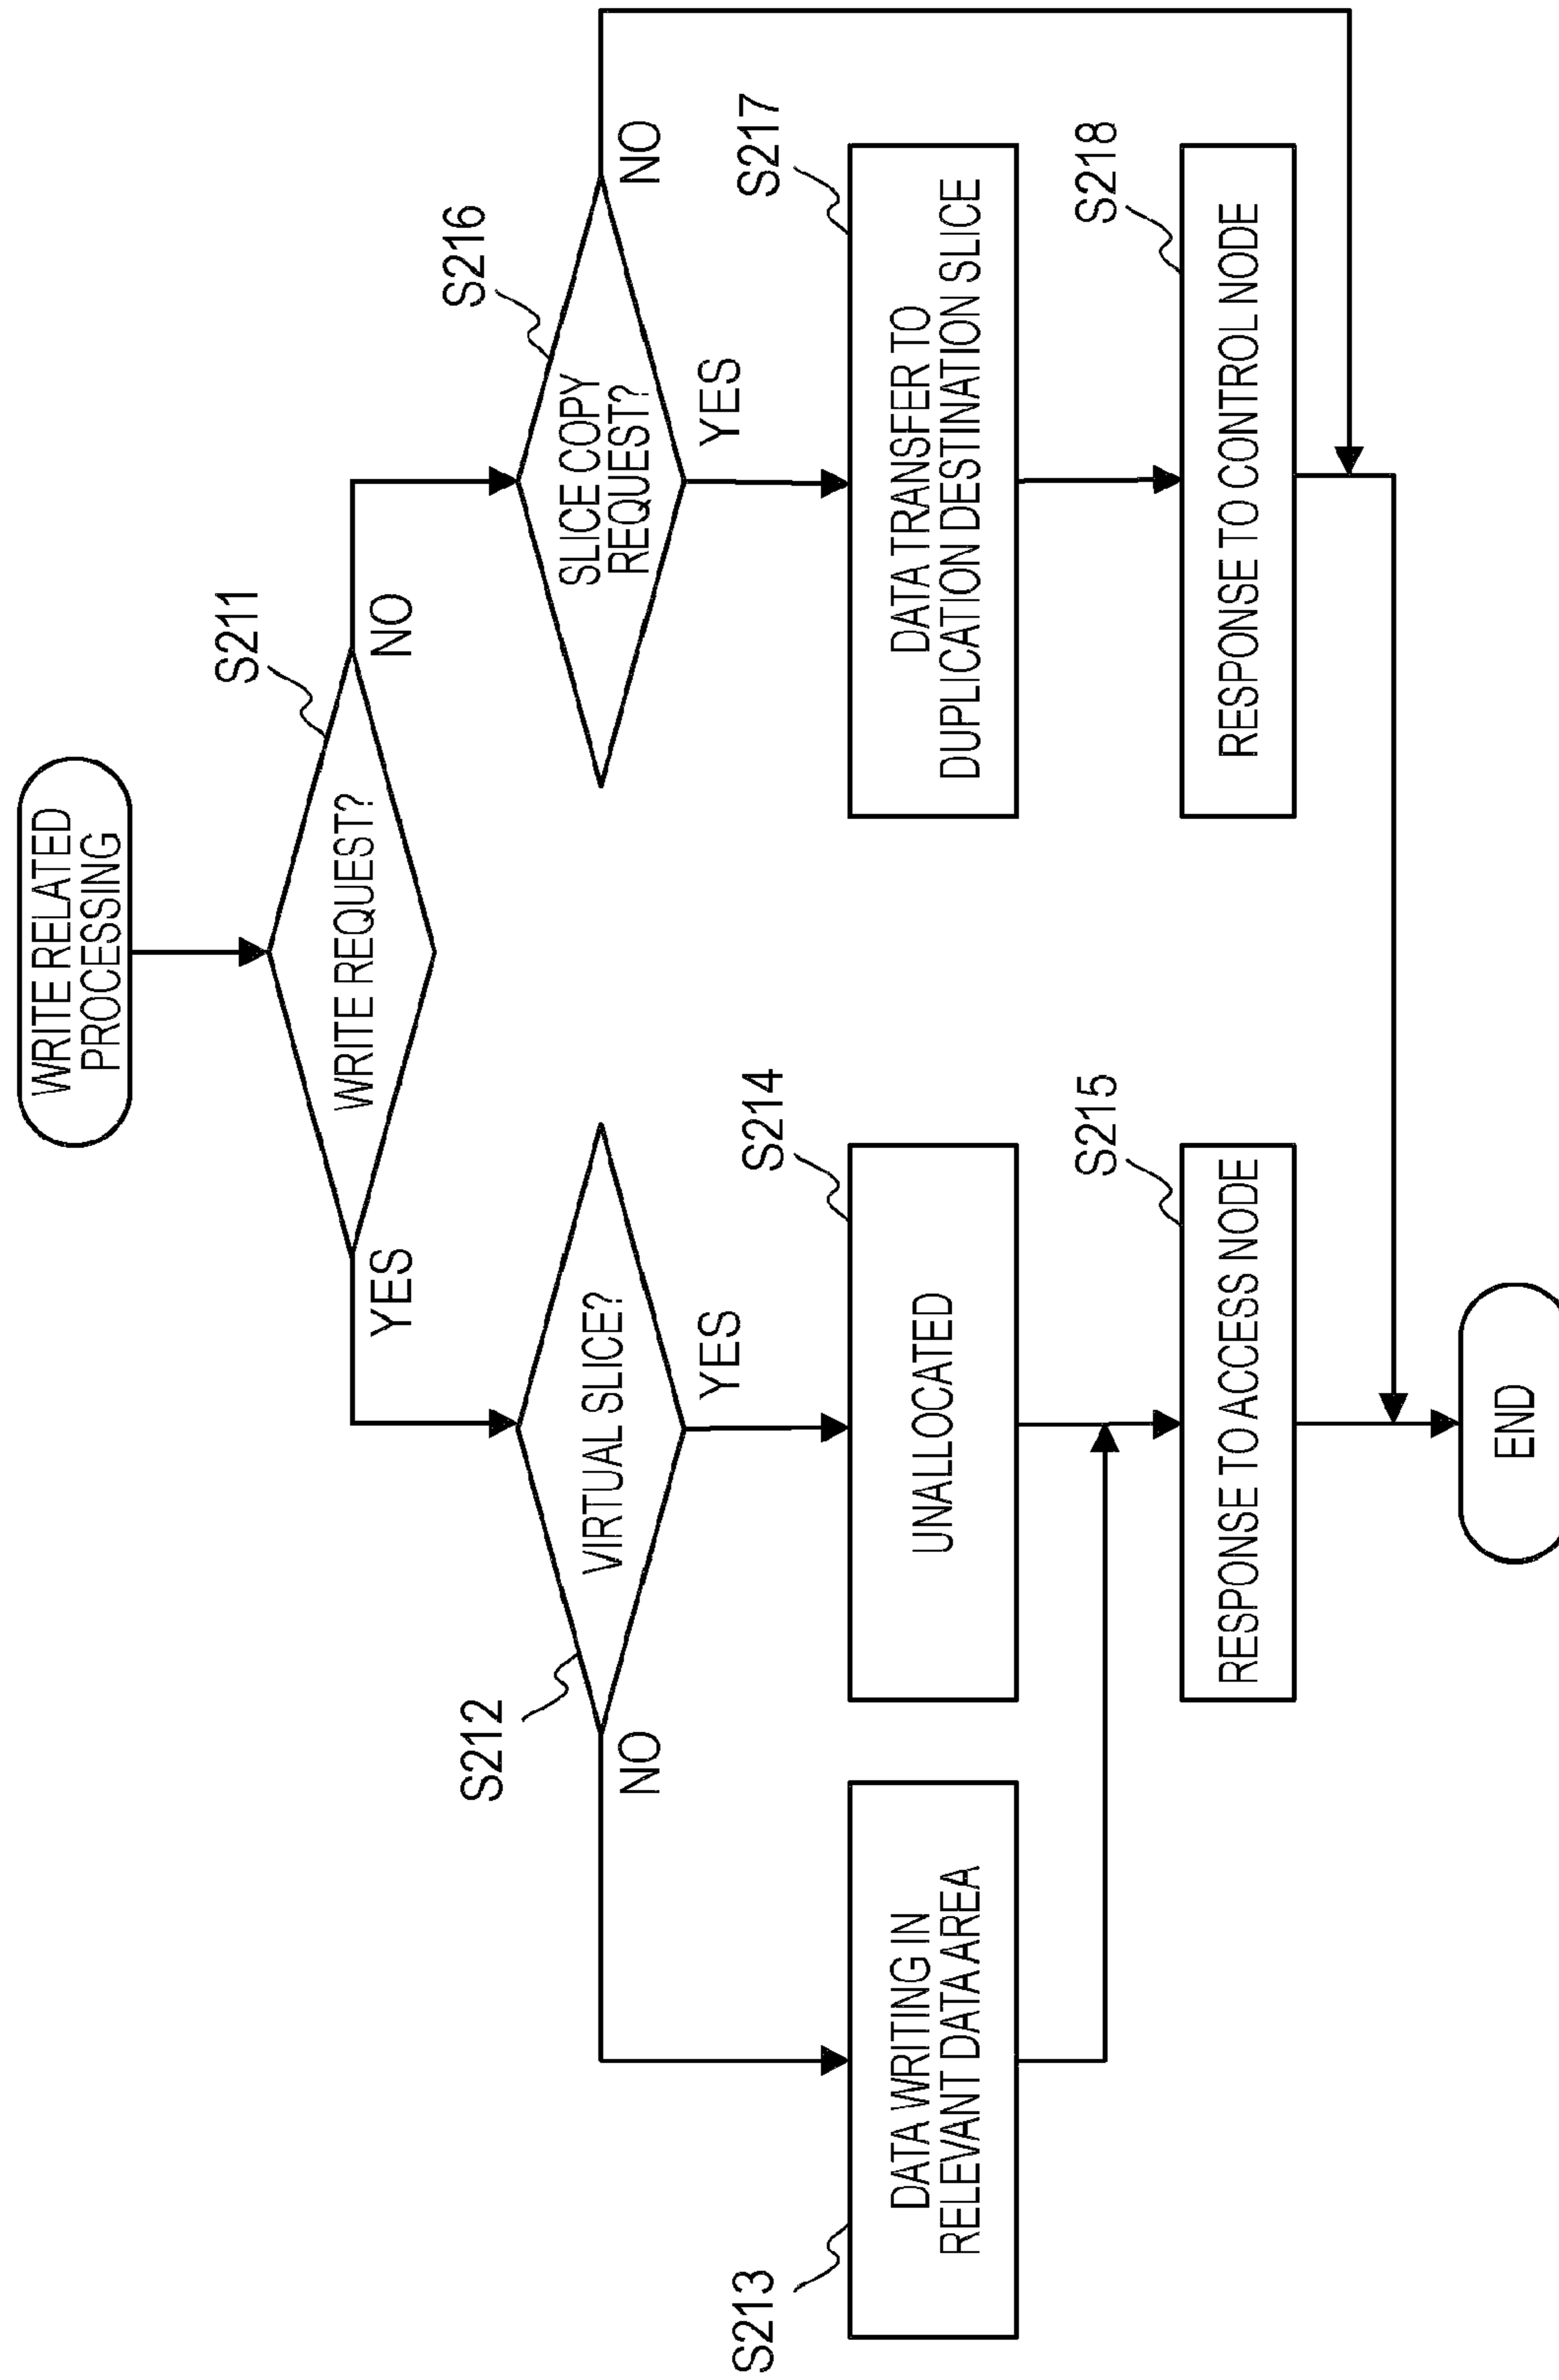 WRITE RELATED
PROCESSING
S211
WRITE REQUEST?
YES
NO
S212
VIRTUAL SLICE?
NO
YES
S216
SLICE COPY
REQUEST?
NO
YES
S213
DATA WRITING IN
RELEVANT DATA AREA
S214
UNALLOCATED
S217
DATA TRANSFER TO
DUPLICATION DESTINATION SLICE
S215
RESPONSE TO ACCESS NODE
S218
RESPONSE TO CONTROL NODE
END